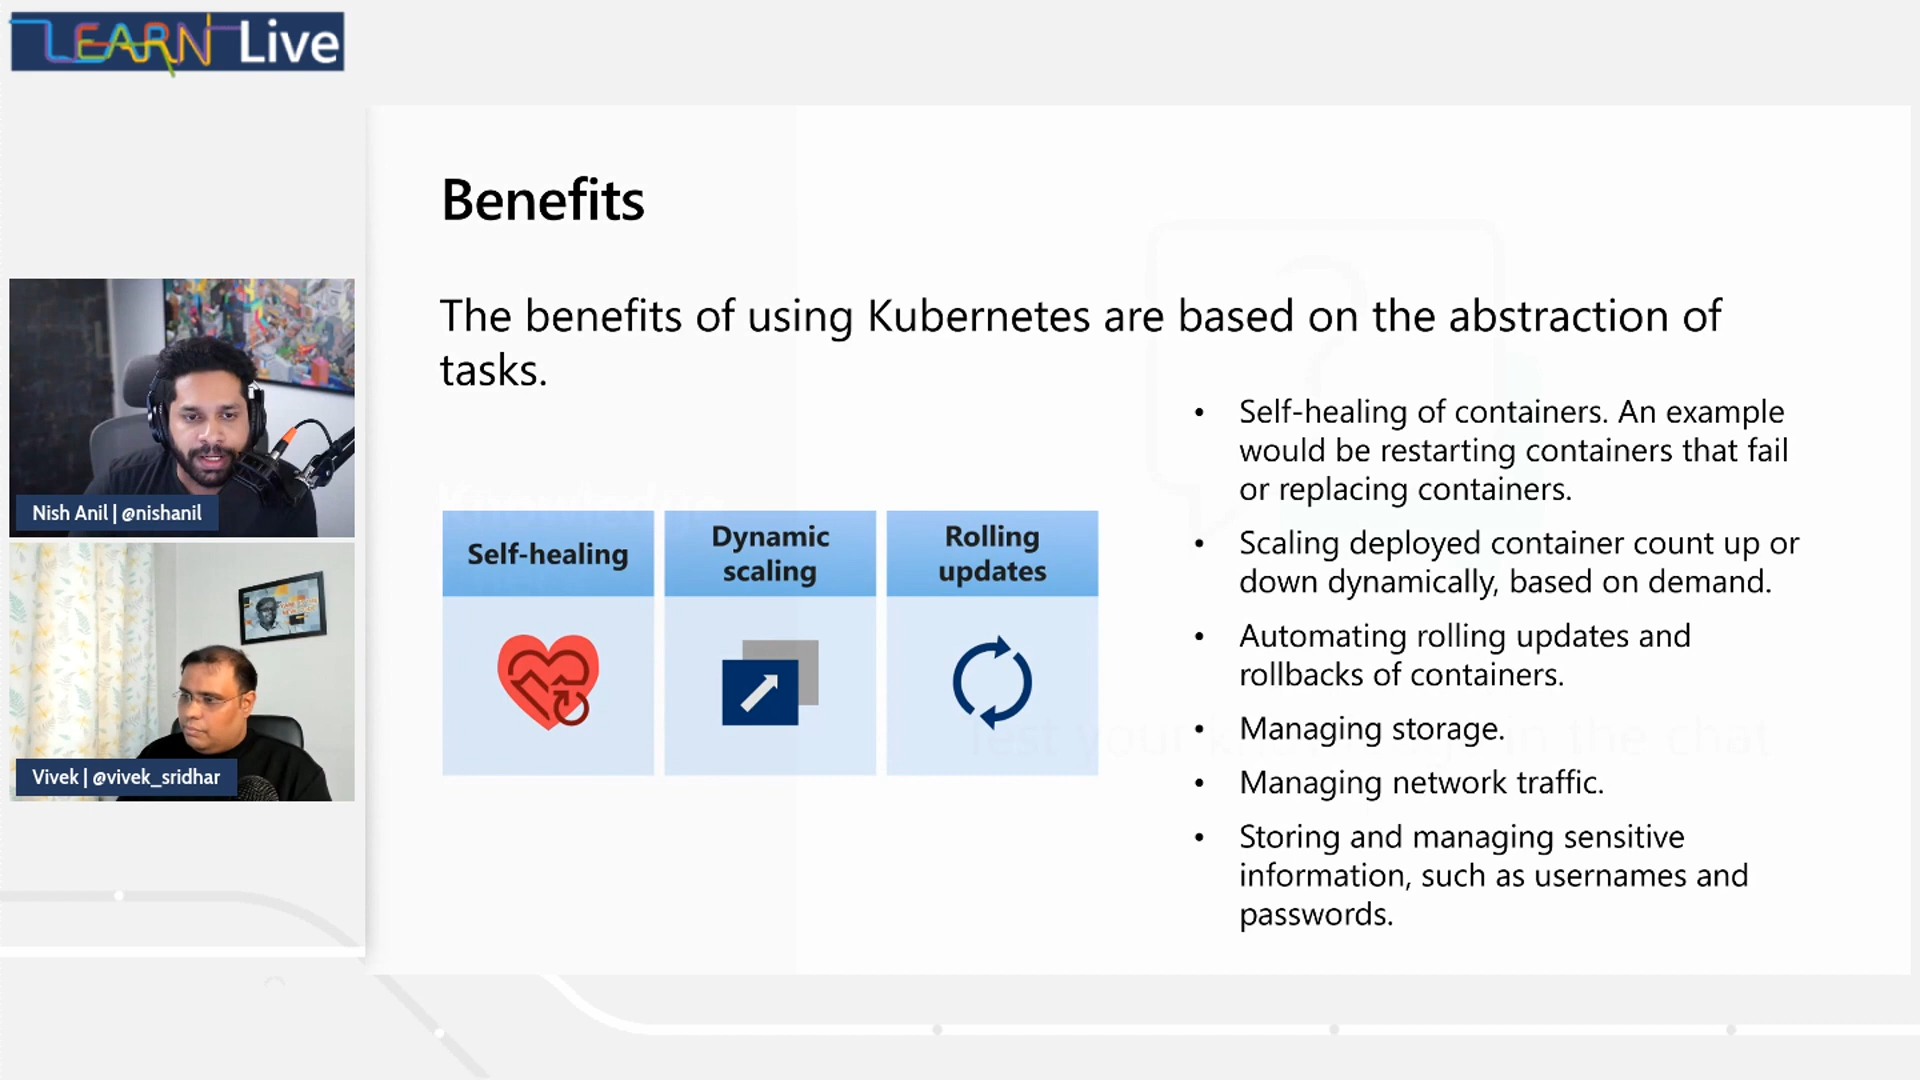 LEARN Live
Benefits
The benefits of using Kubernetes are based on the abstraction of
tasks.
Self-healing
Dynamic
scaling
Rolling
updates
• Self-healing of containers. An example
would be restarting containers that fail
or replacing containers.
• Scaling deployed container count up or
down dynamically, based on demand.
• Automating rolling updates and
rollbacks of containers.
• Managing storage.
• Managing network traffic.
• Storing and managing sensitive
information, such as usernames and
passwords.
Nish Anil | @nishanil
Vivek | @vivek_sridhar